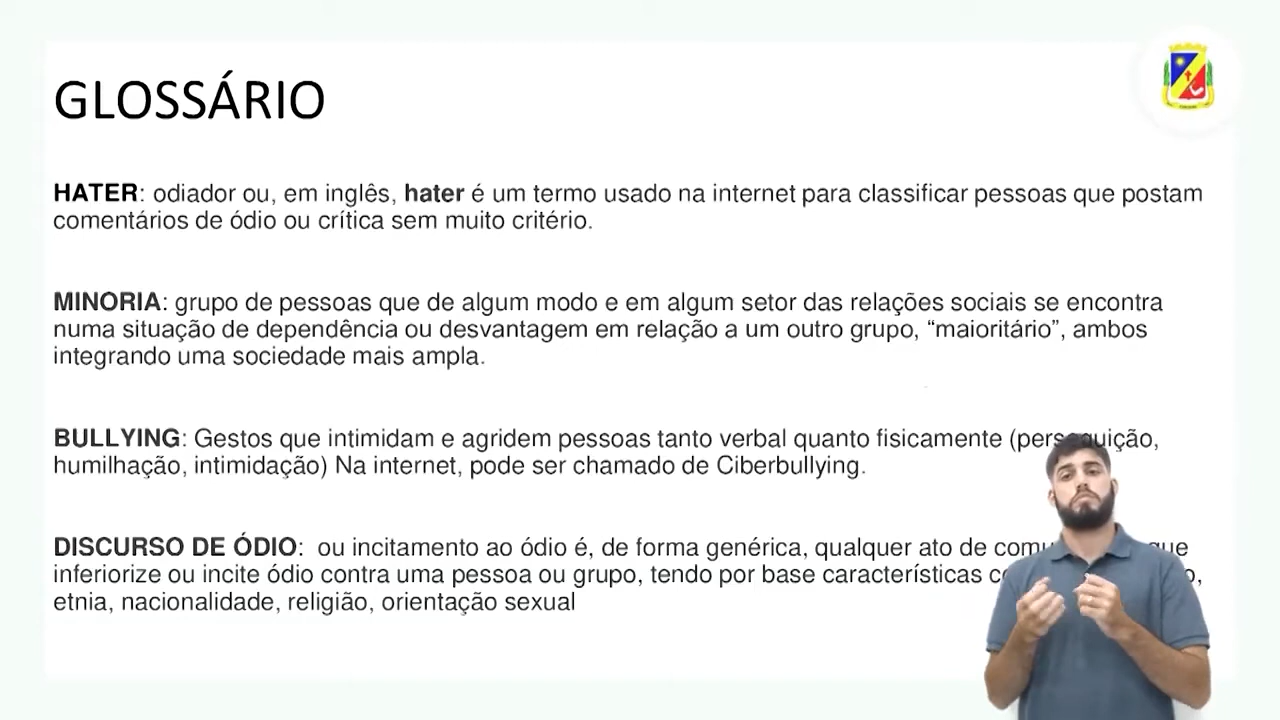 GLOSSÁRIO
HATER: odiador ou, em inglês, hater é um termo usado na internet para classificar pessoas que postam
comentários de ódio ou crítica sem muito critério.
MINORIA: grupo de pessoas que de algum modo e em algum setor das relações sociais se encontra
numa situação de dependência ou desvantagem em relação a um outro grupo, “maioritário”, ambos
integrando uma sociedade mais ampla.
BULLYING: Gestos que intimidam e agridem pessoas tanto verbal quanto fisicamente (perseguição,
humilhação, intimidação) Na internet, pode ser chamado de Ciberbullying.
DISCURSO DE ÓDIO:  ou incitamento ao ódio é, de forma genérica, qualquer ato de que
inferiorize ou incite ódio contra uma pessoa ou grupo, tendo por base características
etnia, nacionalidade, religião, orientação sexual